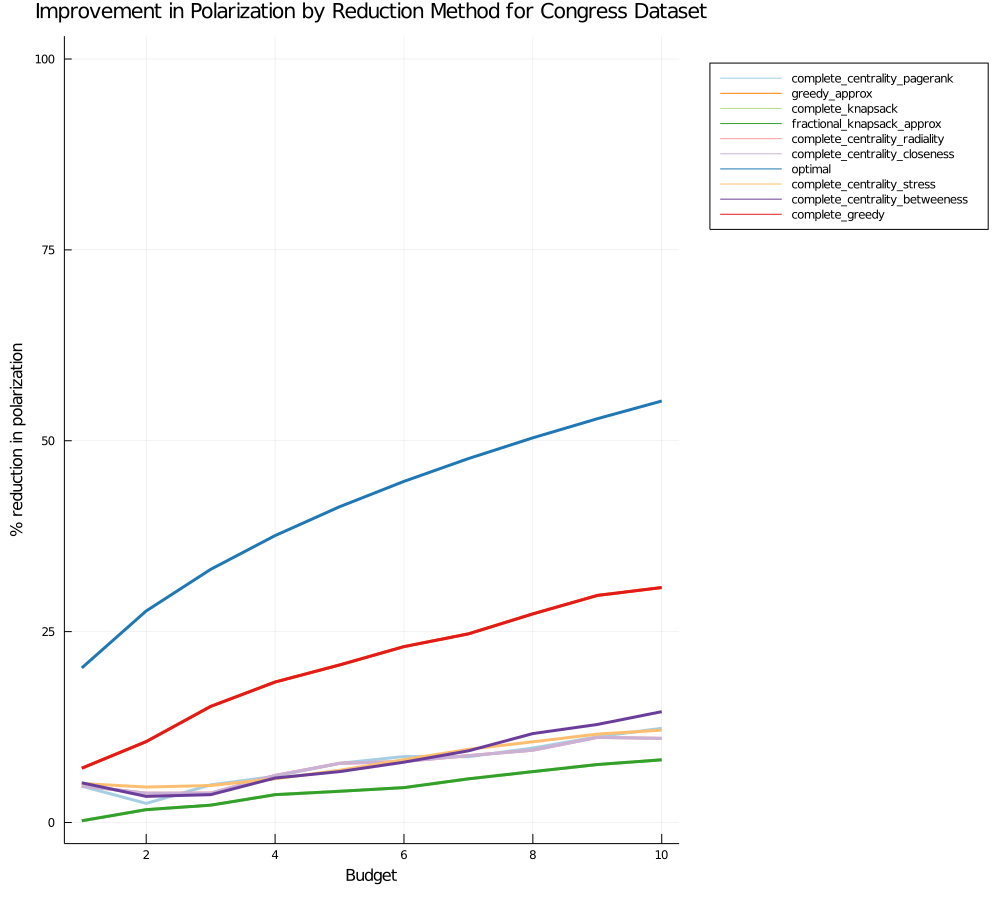 Improvement in Polarization by Reduction Method for Congress Dataset
100
75
50
25
0
% reduction in polarization
2
4
6
8
10
Budget
complete_centrality_pagerank
greedy_approx
complete_knapsack
fractional_knapsack_approx
complete_centrality_radiality
complete_centrality_closeness
optimal
complete_centrality_stress
complete_centrality_betweeness
complete_greedy